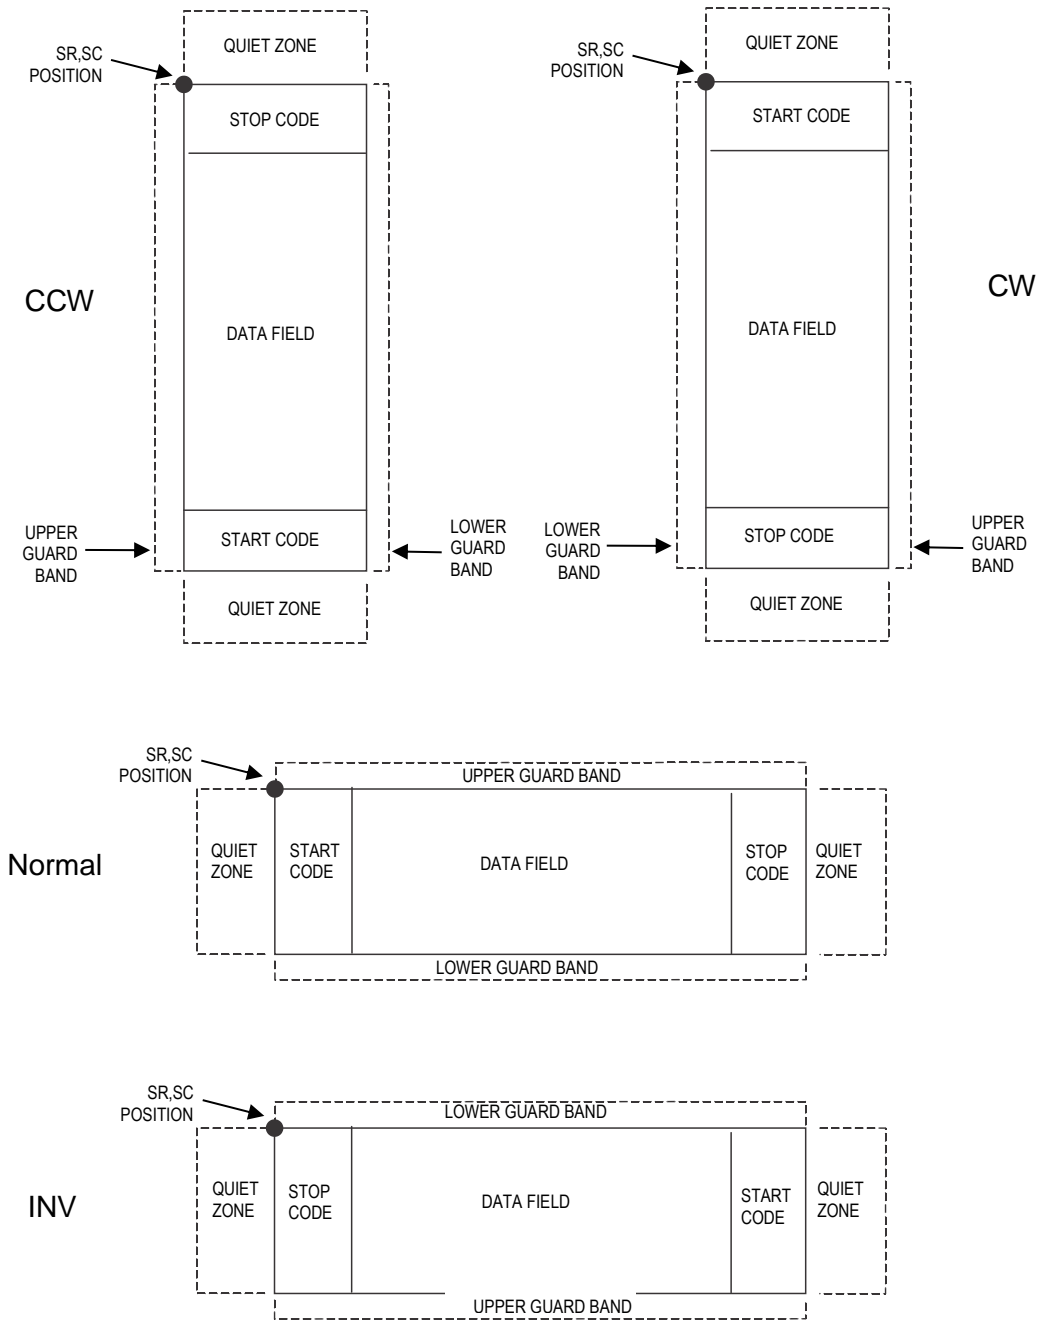 QUIET ZONE
SR,SC
POSITION
STOP CODE
CCW
DATA FIELD
UPPER
GUARD
BAND
START CODE
LOWER
GUARD
BAND
QUIET ZONE
QUIET ZONE
SR,SC
POSITION
START CODE
CW
DATA FIELD
LOWER
GUARD
BAND
STOP CODE
UPPER
GUARD
BAND
QUIET ZONE
SR,SC
POSITION
UPPER GUARD BAND
Normal
QUIET
ZONE
START
CODE
DATA FIELD
STOP
CODE
QUIET
ZONE
LOWER GUARD BAND
SR,SC
POSITION
LOWER GUARD BAND
INV
QUIET
ZONE
STOP
CODE
DATA FIELD
START
CODE
QUIET
ZONE
UPPER GUARD BAND